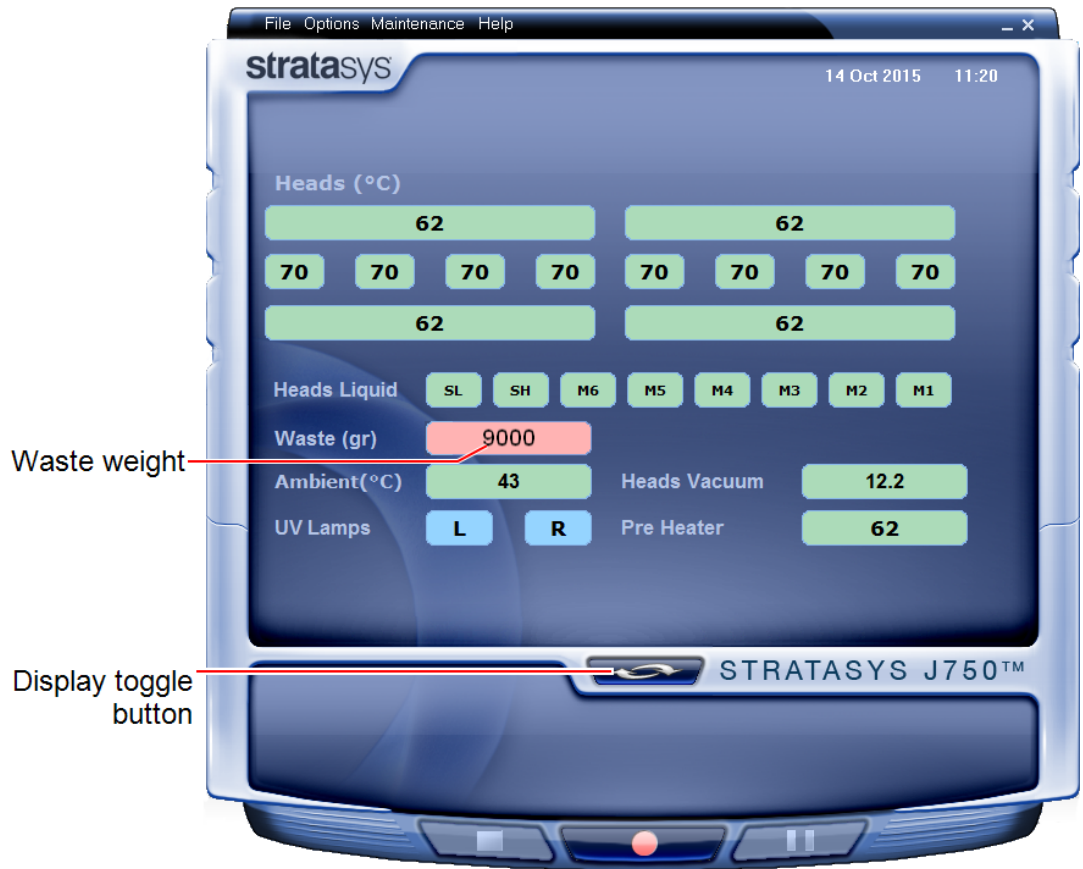 File Options Maintenance Help
stratasys
14 Oct 2015 11:20
Heads (°C)
62 62
70 70 70 70 70 70 70 70
62 62
Heads Liquid SL SH M6 M5 M4 M3 M2 M1
Waste (gr) 9000
Waste weight
Ambient(°C) 43 Heads Vacuum 12.2
UV Lamps L R Pre Heater 62
Display toggle
button
STRATASYS J750™